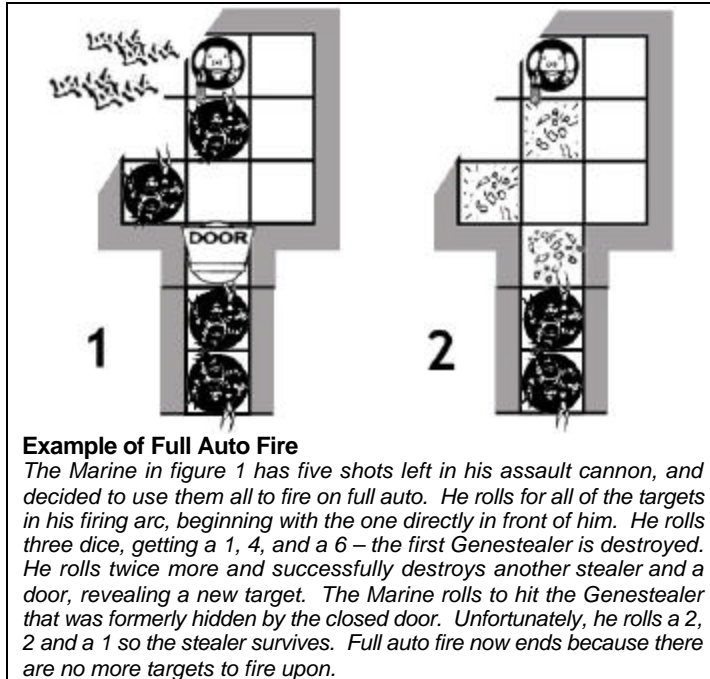 DOOR
1
2
Example of Full Auto Fire
The Marine in figure 1 has five shots left in his assault cannon, and
decided to use them all to fire on full auto. He rolls for all of the targets
in his firing arc, beginning with the one directly in front of him. He rolls
three dice, getting a 1, 4, and a 6 – the first Genestealer is destroyed.
He rolls twice more and successfully destroys another stealer and a
door, revealing a new target. The Marine rolls to hit the Genestealer
that was formerly hidden by the closed door. Unfortunately, he rolls a 2,
2 and a 1 so the stealer survives. Full auto fire now ends because there
are no more targets to fire upon.